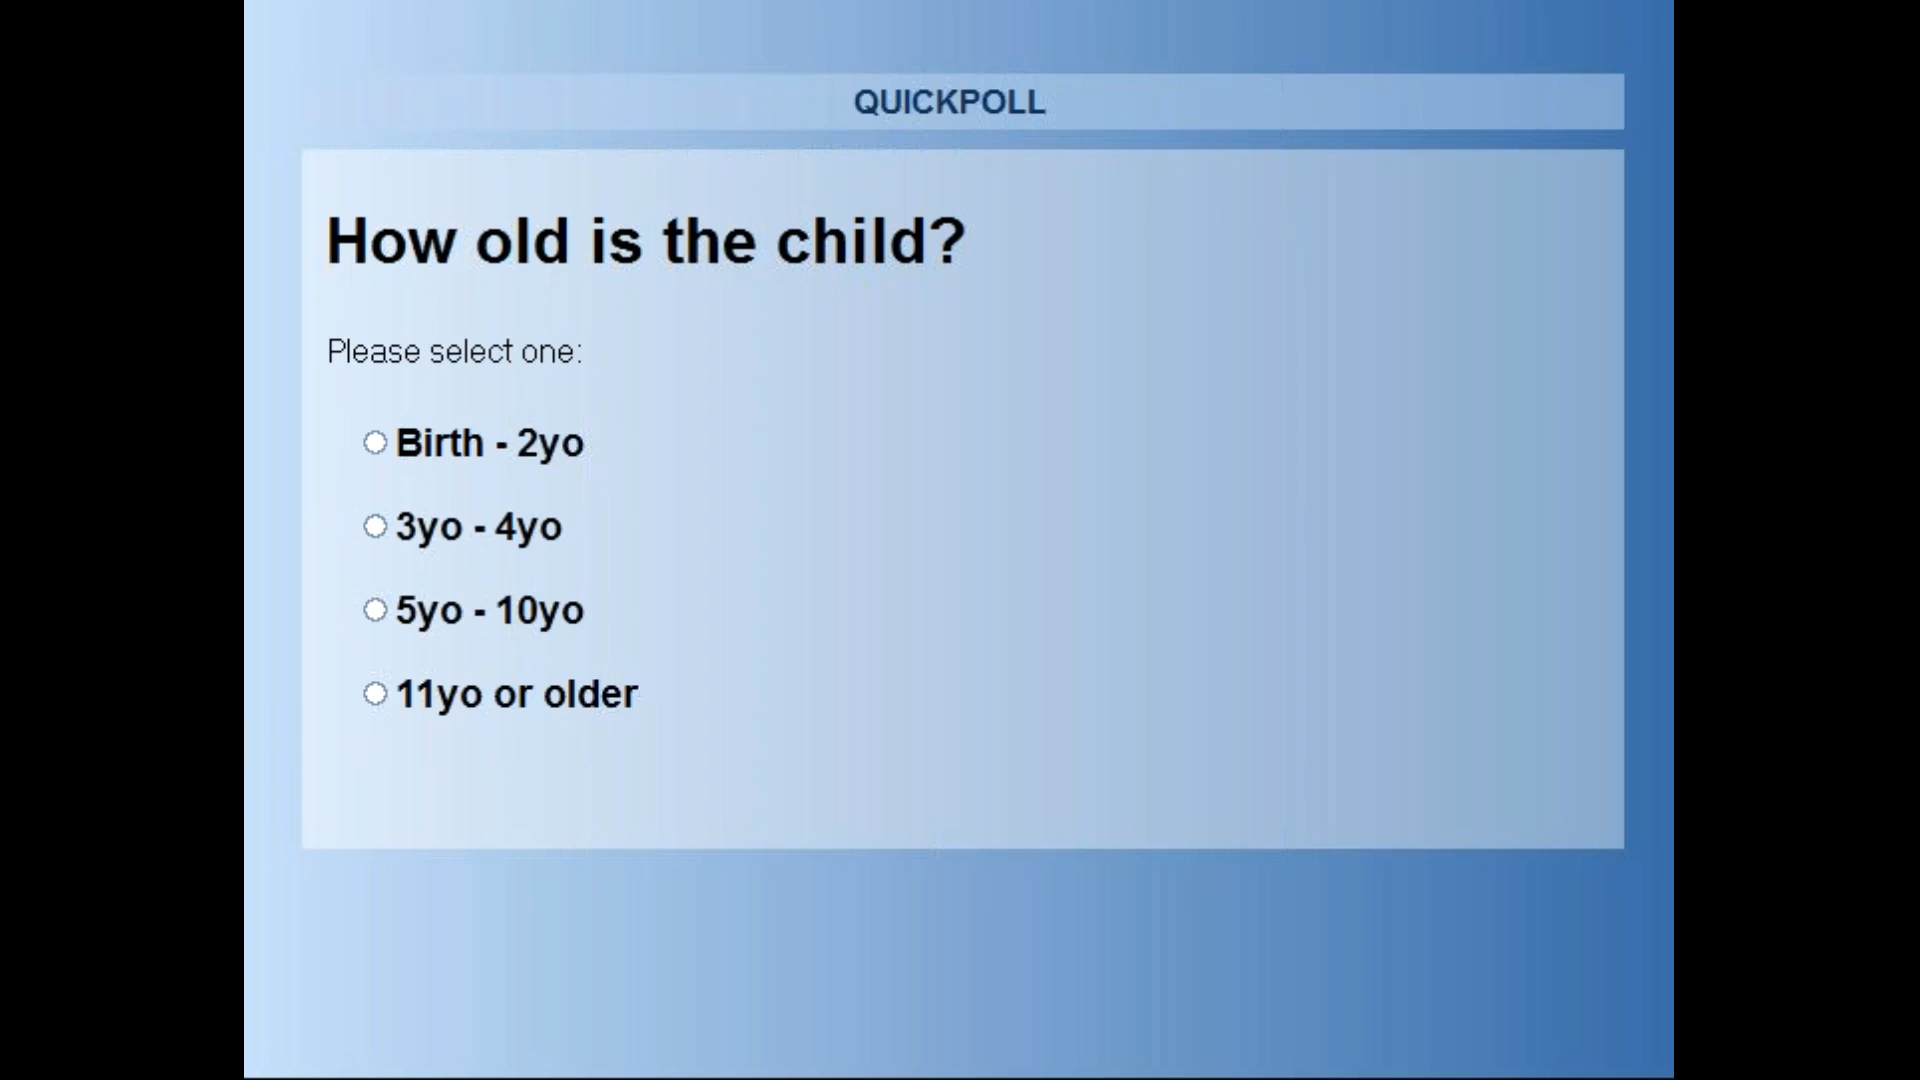 QUICKPOLL
How old is the child?
Please select one:
Birth - 2yo
3yo - 4yo
5yo - 10yo
11yo or older